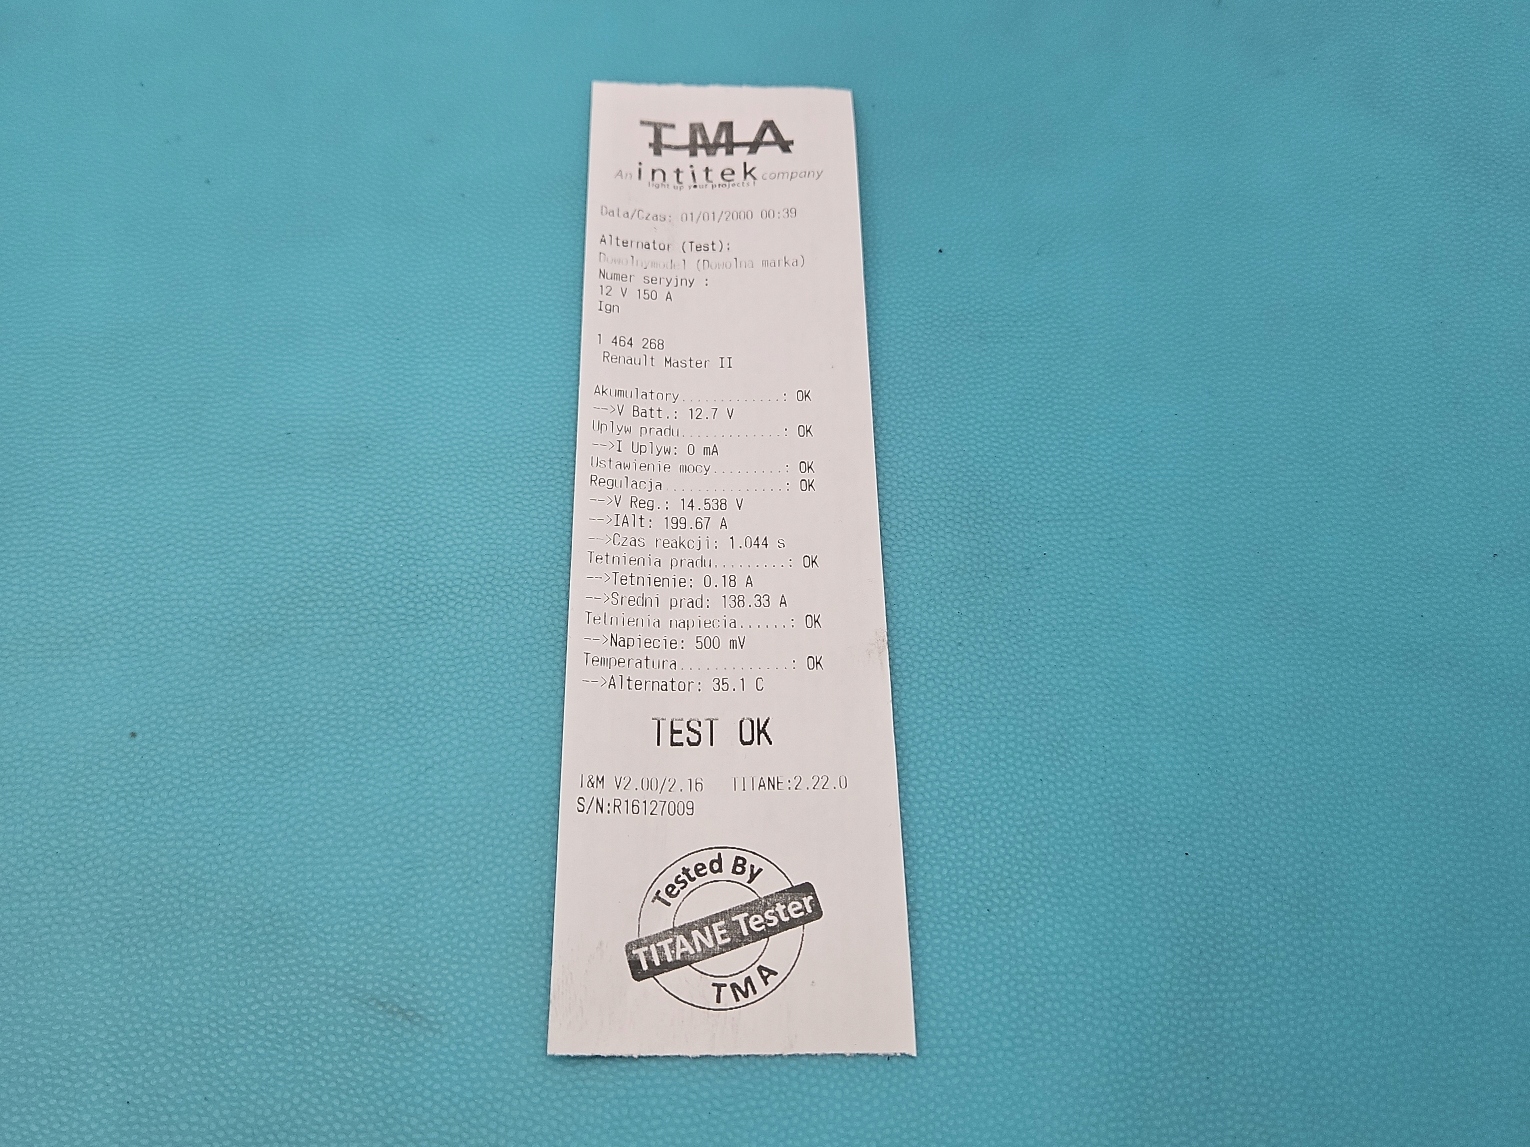 TMA
An intitek company
light up your projects!
Data/Czas: 01/01/2000 00:39
Alternator (Test):
Dowolnymodel (Dowolna marka)
Numer seryjny :
12 V 150 A
Ign
1 464 268
Renault Master II
Akumulatory.............: OK
-->V Batt.: 12.7 V
Uplyw pradu.............: OK
-->I Uplyw: 0 mA
Ustawienie mocy.........: OK
Regulacja...............: OK
-->V Reg.: 14.538 V
-->IAlt: 199.67 A
-->Czas reakcji: 1.044 s
Tetnienia pradu.........: OK
-->Tetnienie: 0.18 A
-->Sredni prad: 138.33 A
Tetnienia napiecia......: OK
-->Napiecie: 500 mV
Temperatura.............: OK
-->Alternator: 35.1 C
TEST OK
I&M V2.00/2.16 TITANE:2.22.0
S/N:R16127009
Tested By
TITANE Tester
TMA